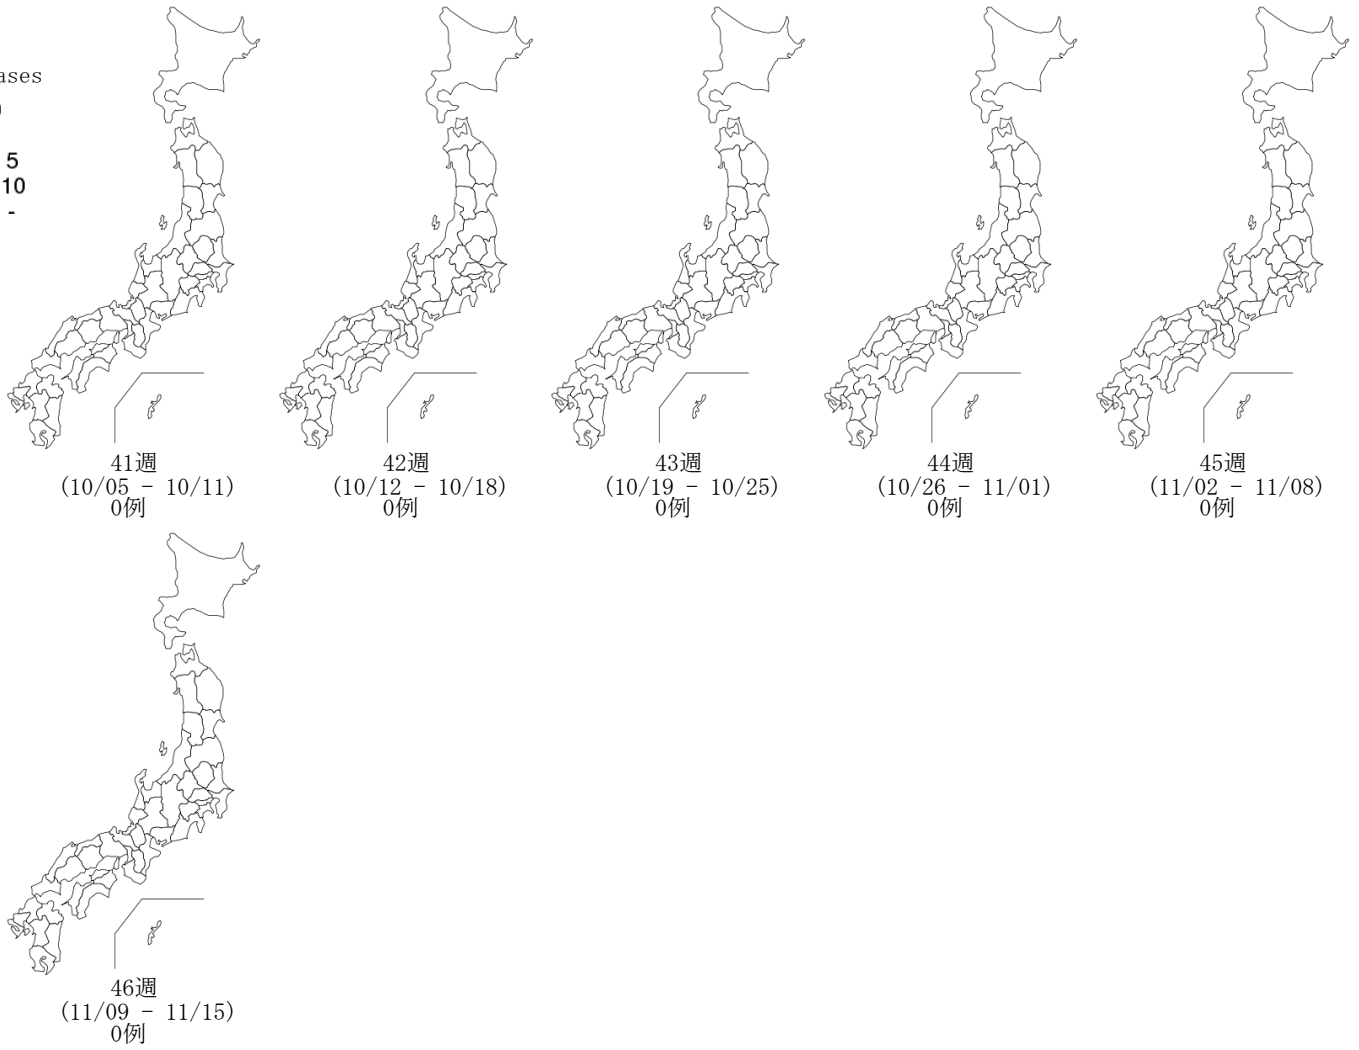 ases
5
10
-
41週
(10/05 - 10/11)
0例
42週
(10/12 - 10/18)
0例
43週
(10/19 - 10/25)
0例
44週
(10/26 - 11/01)
0例
45週
(11/02 - 11/08)
0例
46週
(11/09 - 11/15)
0例